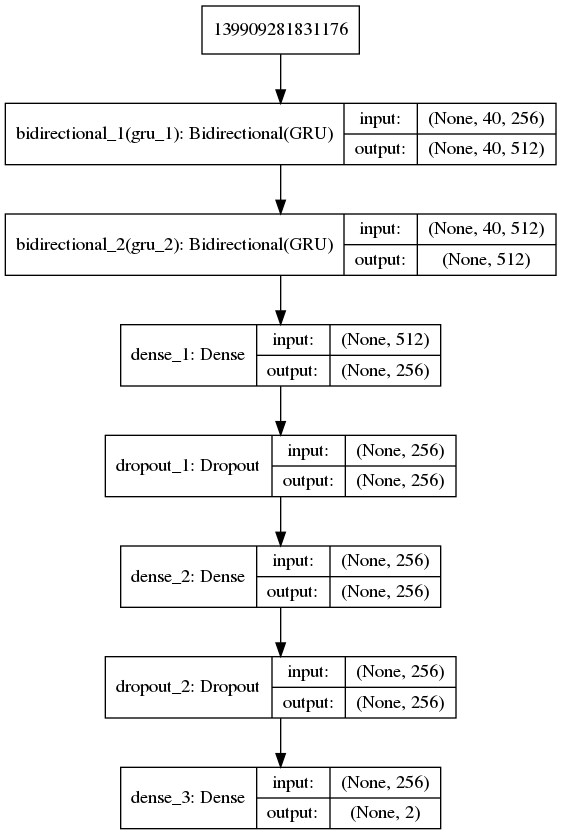 139909281831176
bidirectional_1(gru_1): Bidirectional(GRU)
input: (None, 40, 256)
output: (None, 40, 512)
bidirectional_2(gru_2): Bidirectional(GRU)
input: (None, 40, 512)
output: (None, 512)
dense_1: Dense
input: (None, 512)
output: (None, 256)
dropout_1: Dropout
input: (None, 256)
output: (None, 256)
dense_2: Dense
input: (None, 256)
output: (None, 256)
dropout_2: Dropout
input: (None, 256)
output: (None, 256)
dense_3: Dense
input: (None, 256)
output: (None, 2)